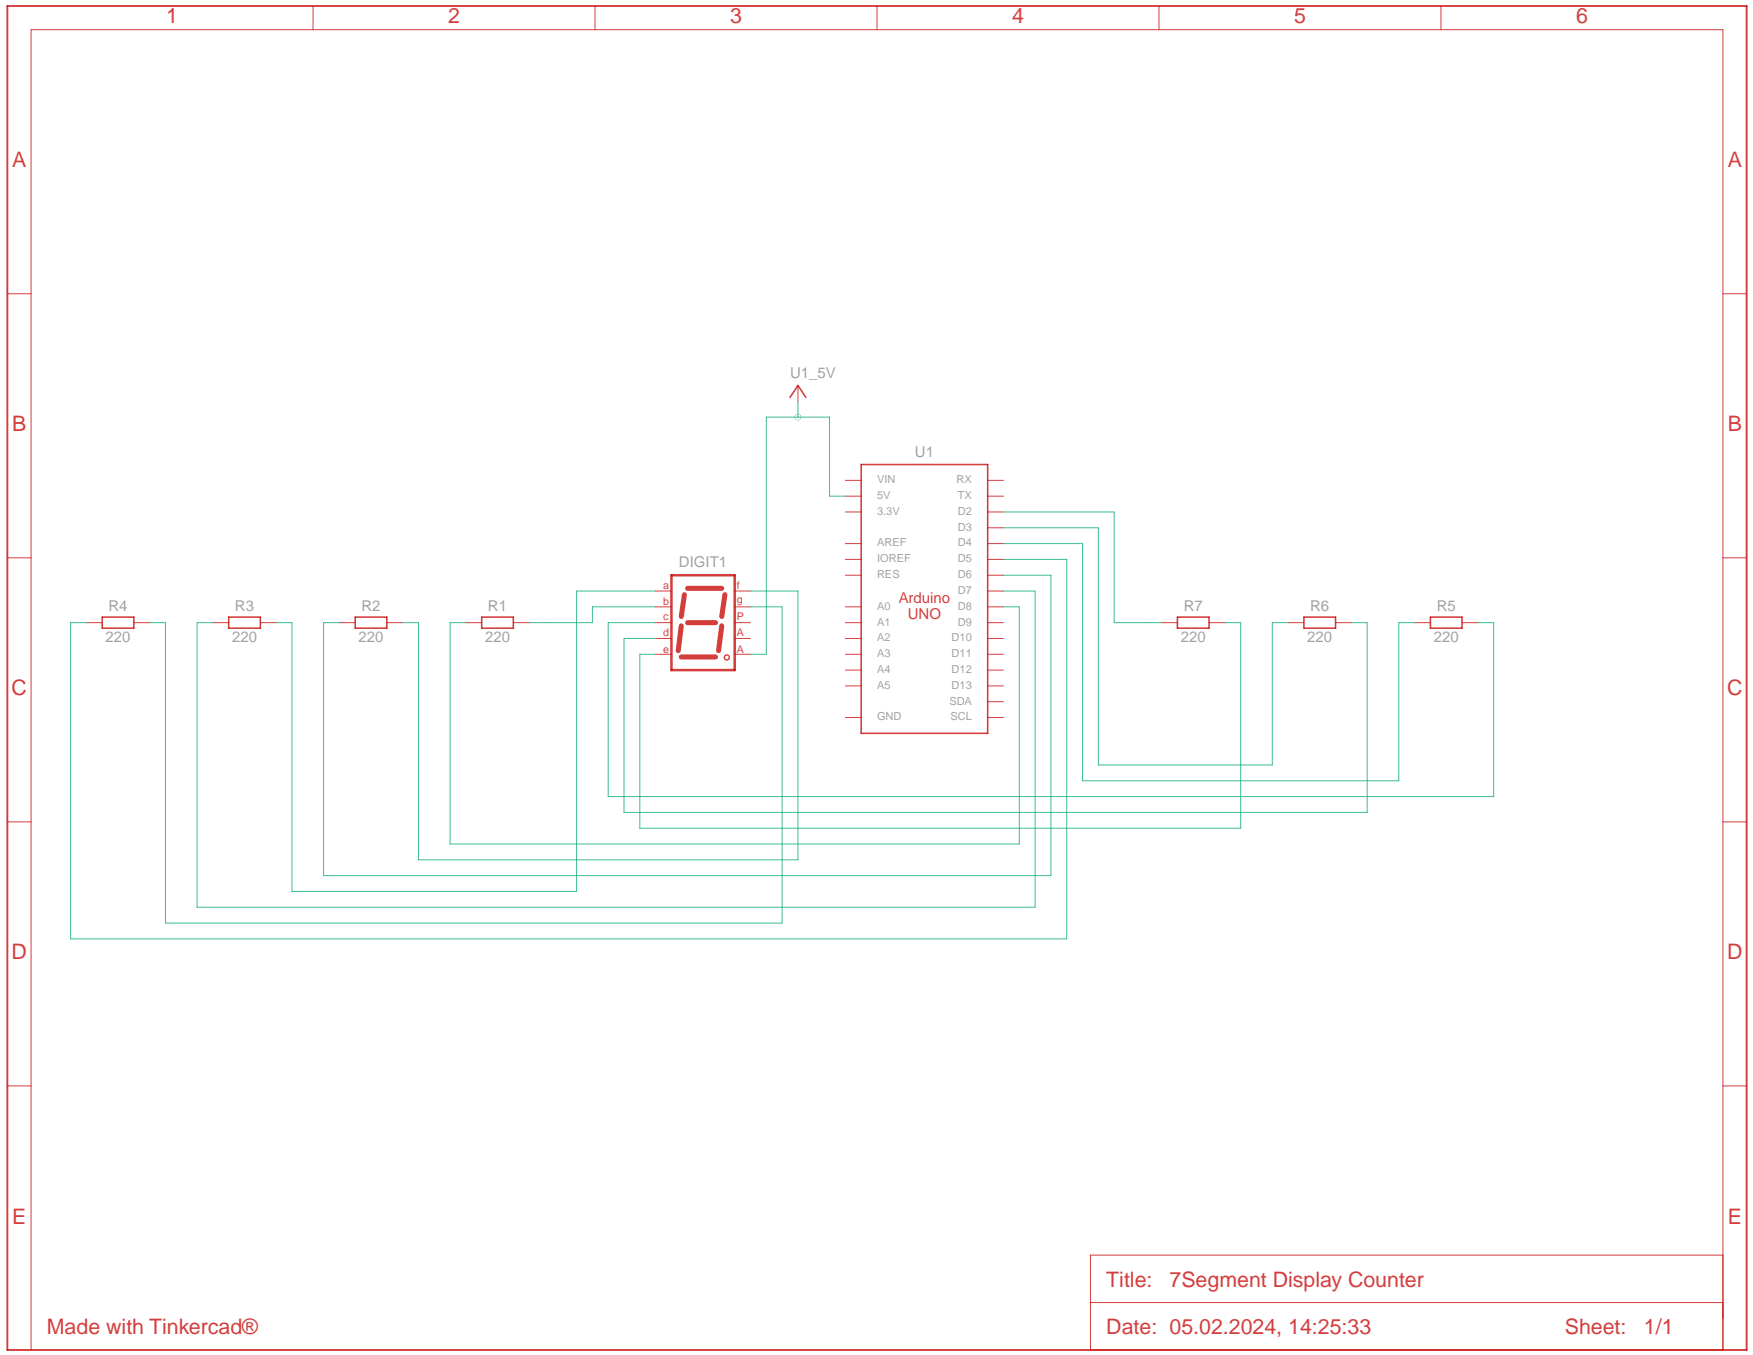 1 2 3 4 5 6
A A
B B
C C
D D
E E
U1_5V
U1
VIN RX
5V TX
3.3V D2
D3
AREF D4
IOREF D5
RES D6
D7
A0 D8
A1 D9
A2 D10
A3 D11
A4 D12
A5 D13
SDA
GND SCL
Arduino
UNO
DIGIT1
a f
b g
c P
d A
e A
R4 R3 R2 R1 R7 R6 R5
220 220 220 220 220 220 220
Title: 7Segment Display Counter
Made with Tinkercad®
Date: 05.02.2024, 14:25:33 Sheet: 1/1